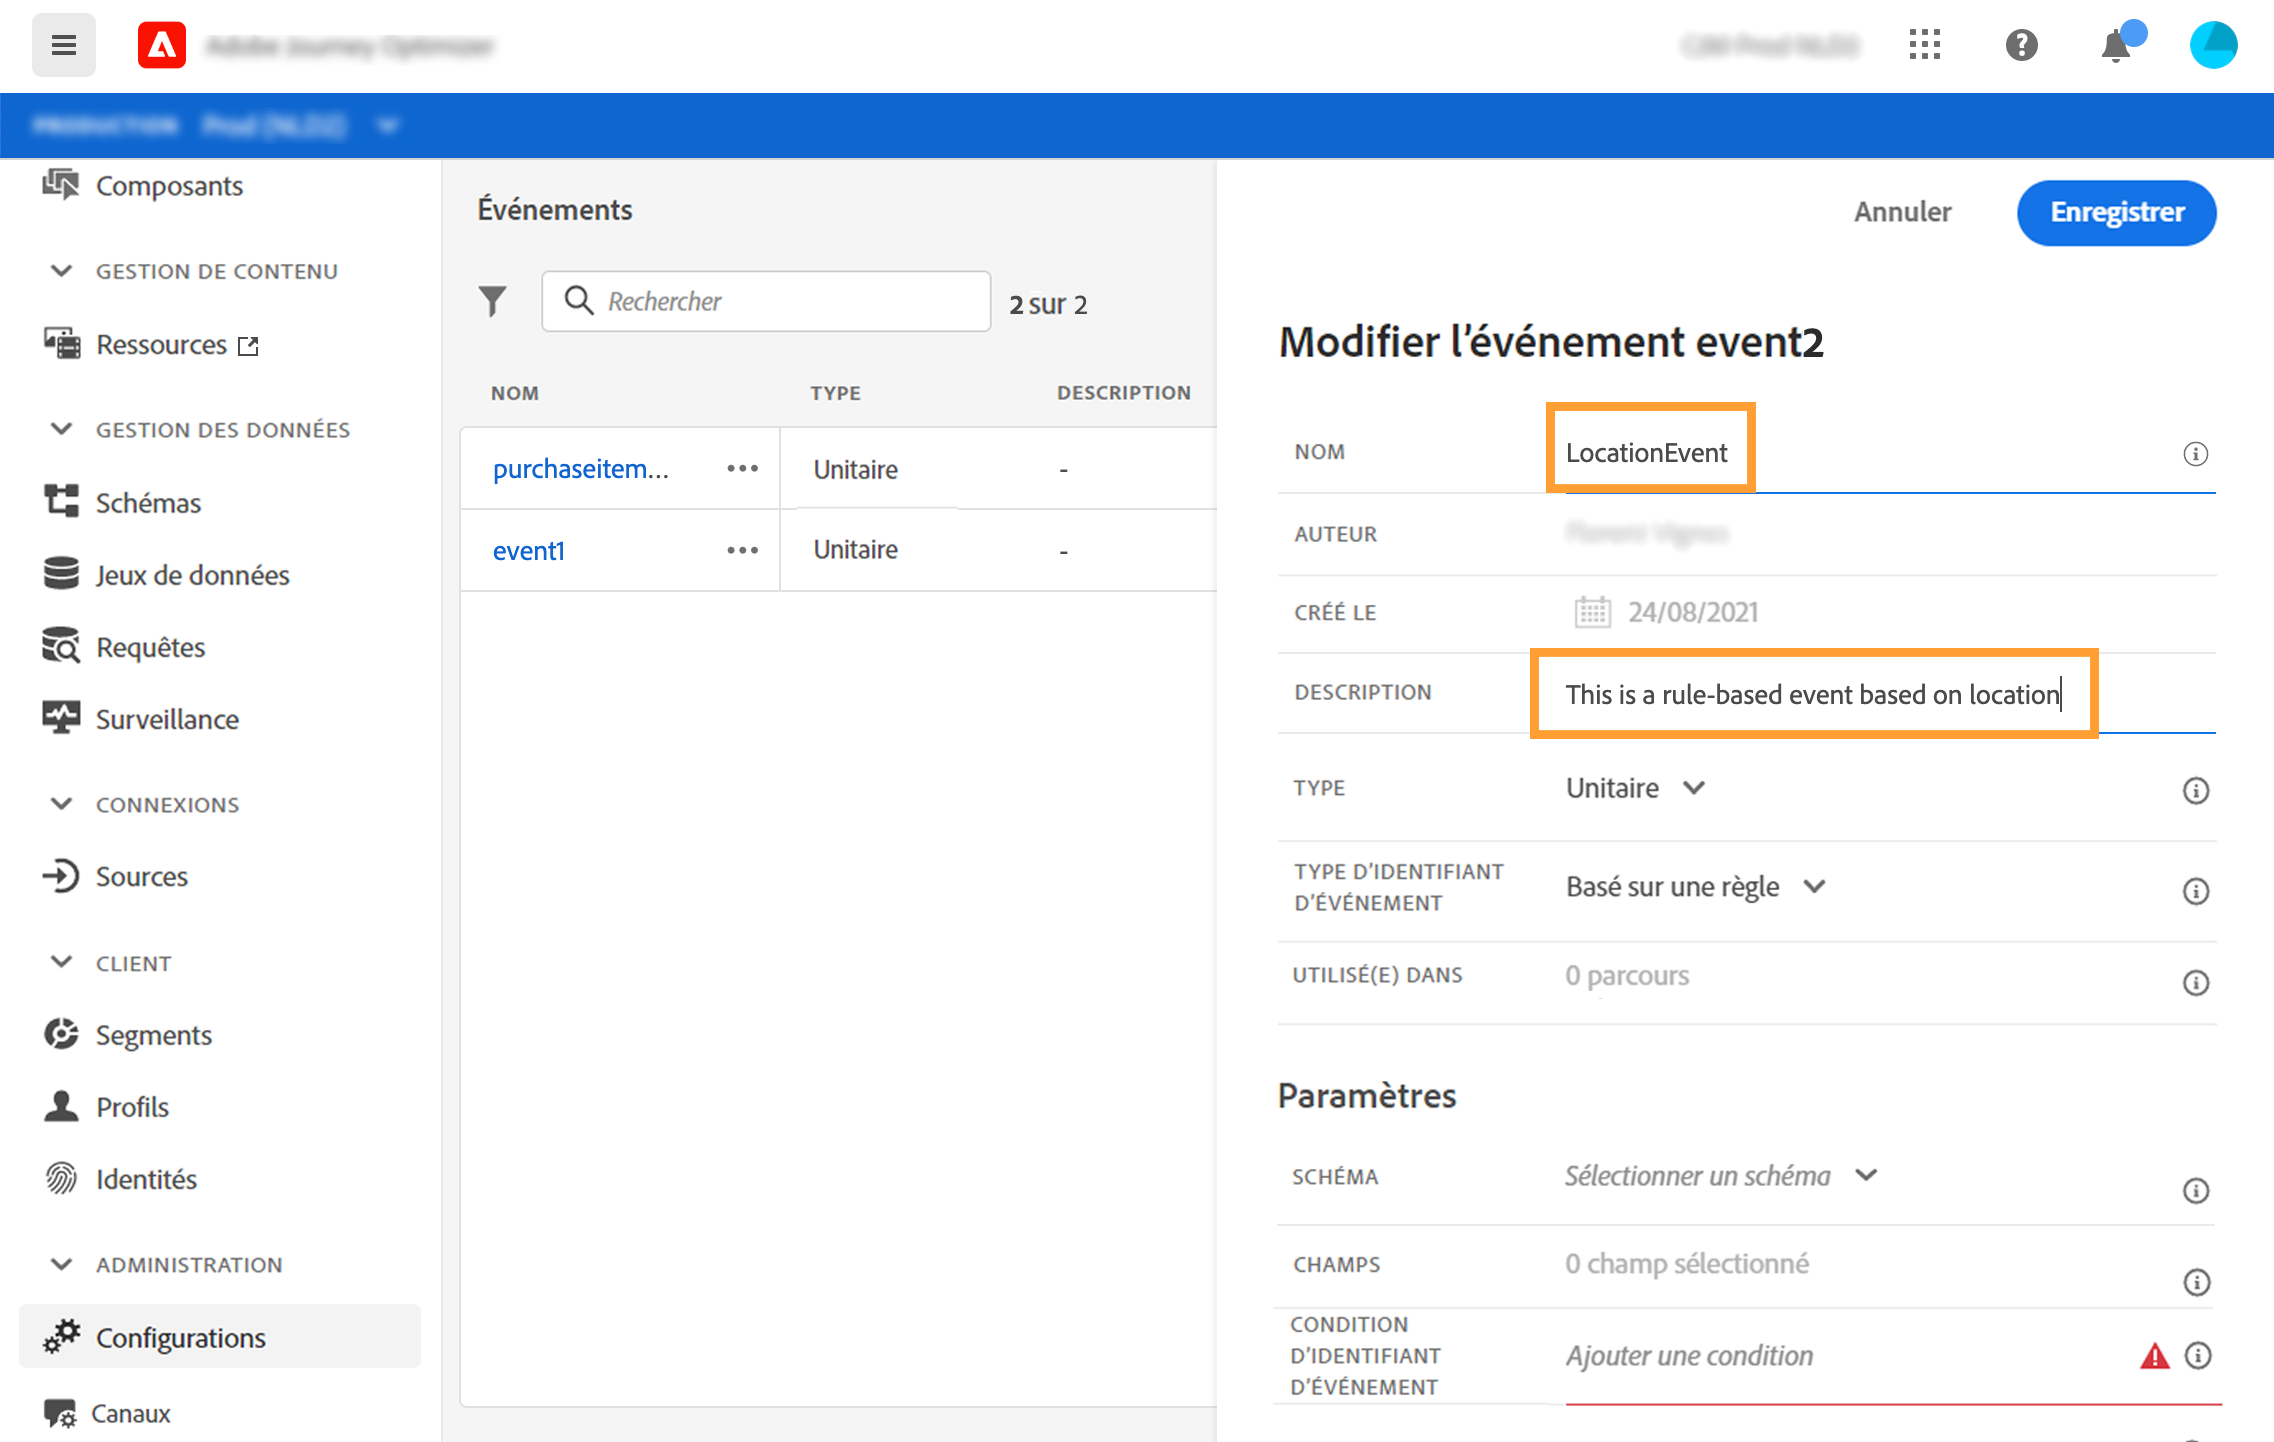 Composants
GESTION DE CONTENU
Ressources
GESTION DES DONNÉES
Schémas
Jeux de données
Requêtes
Surveillance
CONNEXIONS
Sources
CLIENT
Segments
Profils
Identités
ADMINISTRATION
Configurations
Canaux
Événements
Rechercher
2 sur 2
NOM TYPE DESCRIPTION
purchaseitem... Unitaire -
event1 Unitaire -
Annuler
Enregistrer
Modifier l'événement event2
NOM LocationEvent
AUTEUR
CRÉÉ LE 24/08/2021
DESCRIPTION This is a rule-based event based on location
TYPE Unitaire
TYPE D'IDENTIFIANT
D'ÉVÉNEMENT
Basé sur une règle
UTILISÉ(E) DANS 0 parcours
Paramètres
SCHÉMA Sélectionner un schéma
CHAMPS 0 champ sélectionné
CONDITION
D'IDENTIFIANT
D'ÉVÉNEMENT
Ajouter une condition